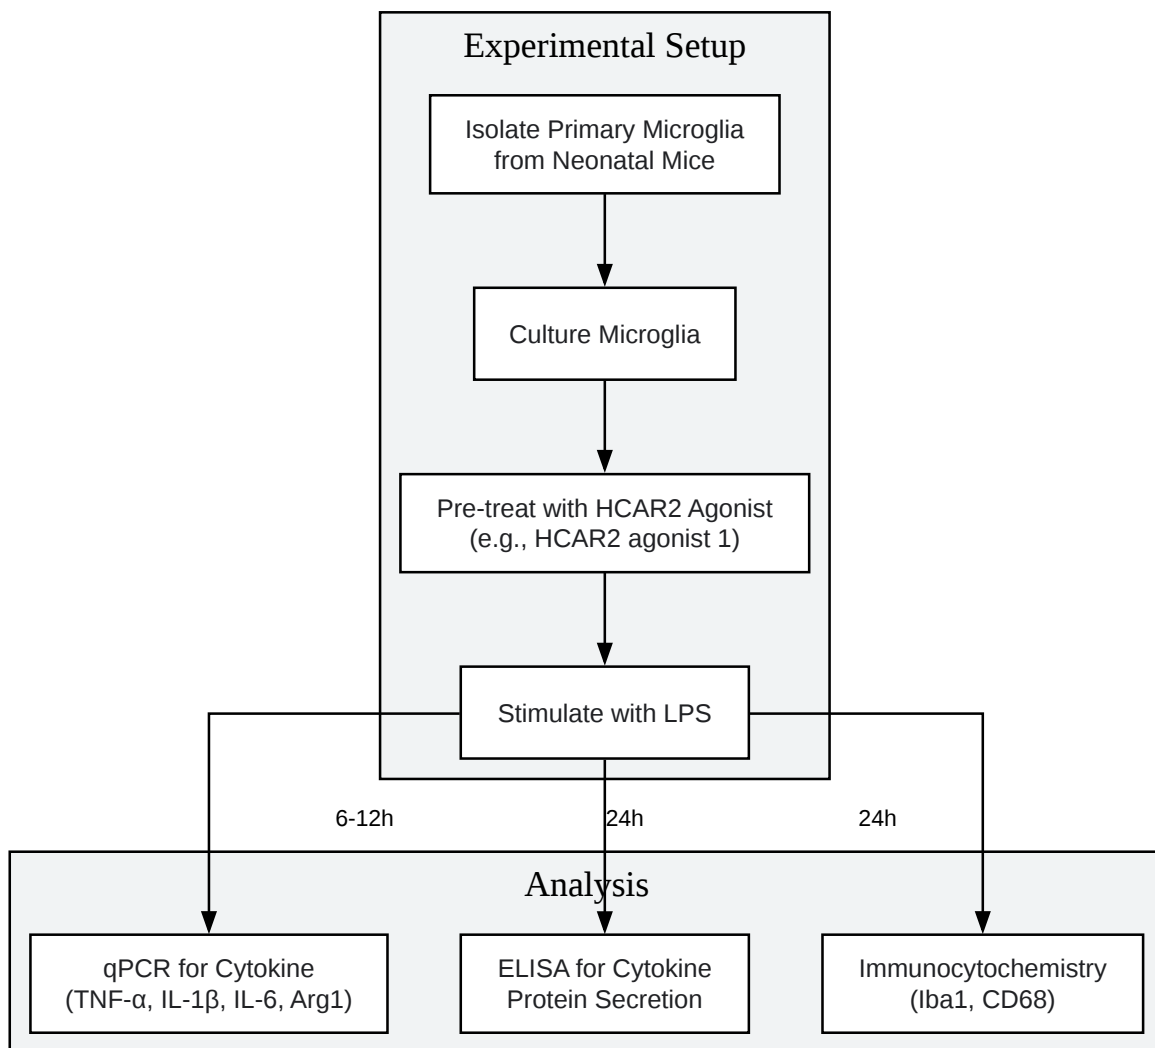 Experimental Setup
Isolate Primary Microglia
from Neonatal Mice
Culture Microglia
Pre-treat with HCAR2 Agonist
(e.g., HCAR2 agonist 1)
Stimulate with LPS
6-12h
24h
24h
Analysis
qPCR for Cytokine
(TNF-α, IL-1β, IL-6, Arg1)
ELISA for Cytokine
Protein Secretion
Immunocytochemistry
(Iba1, CD68)